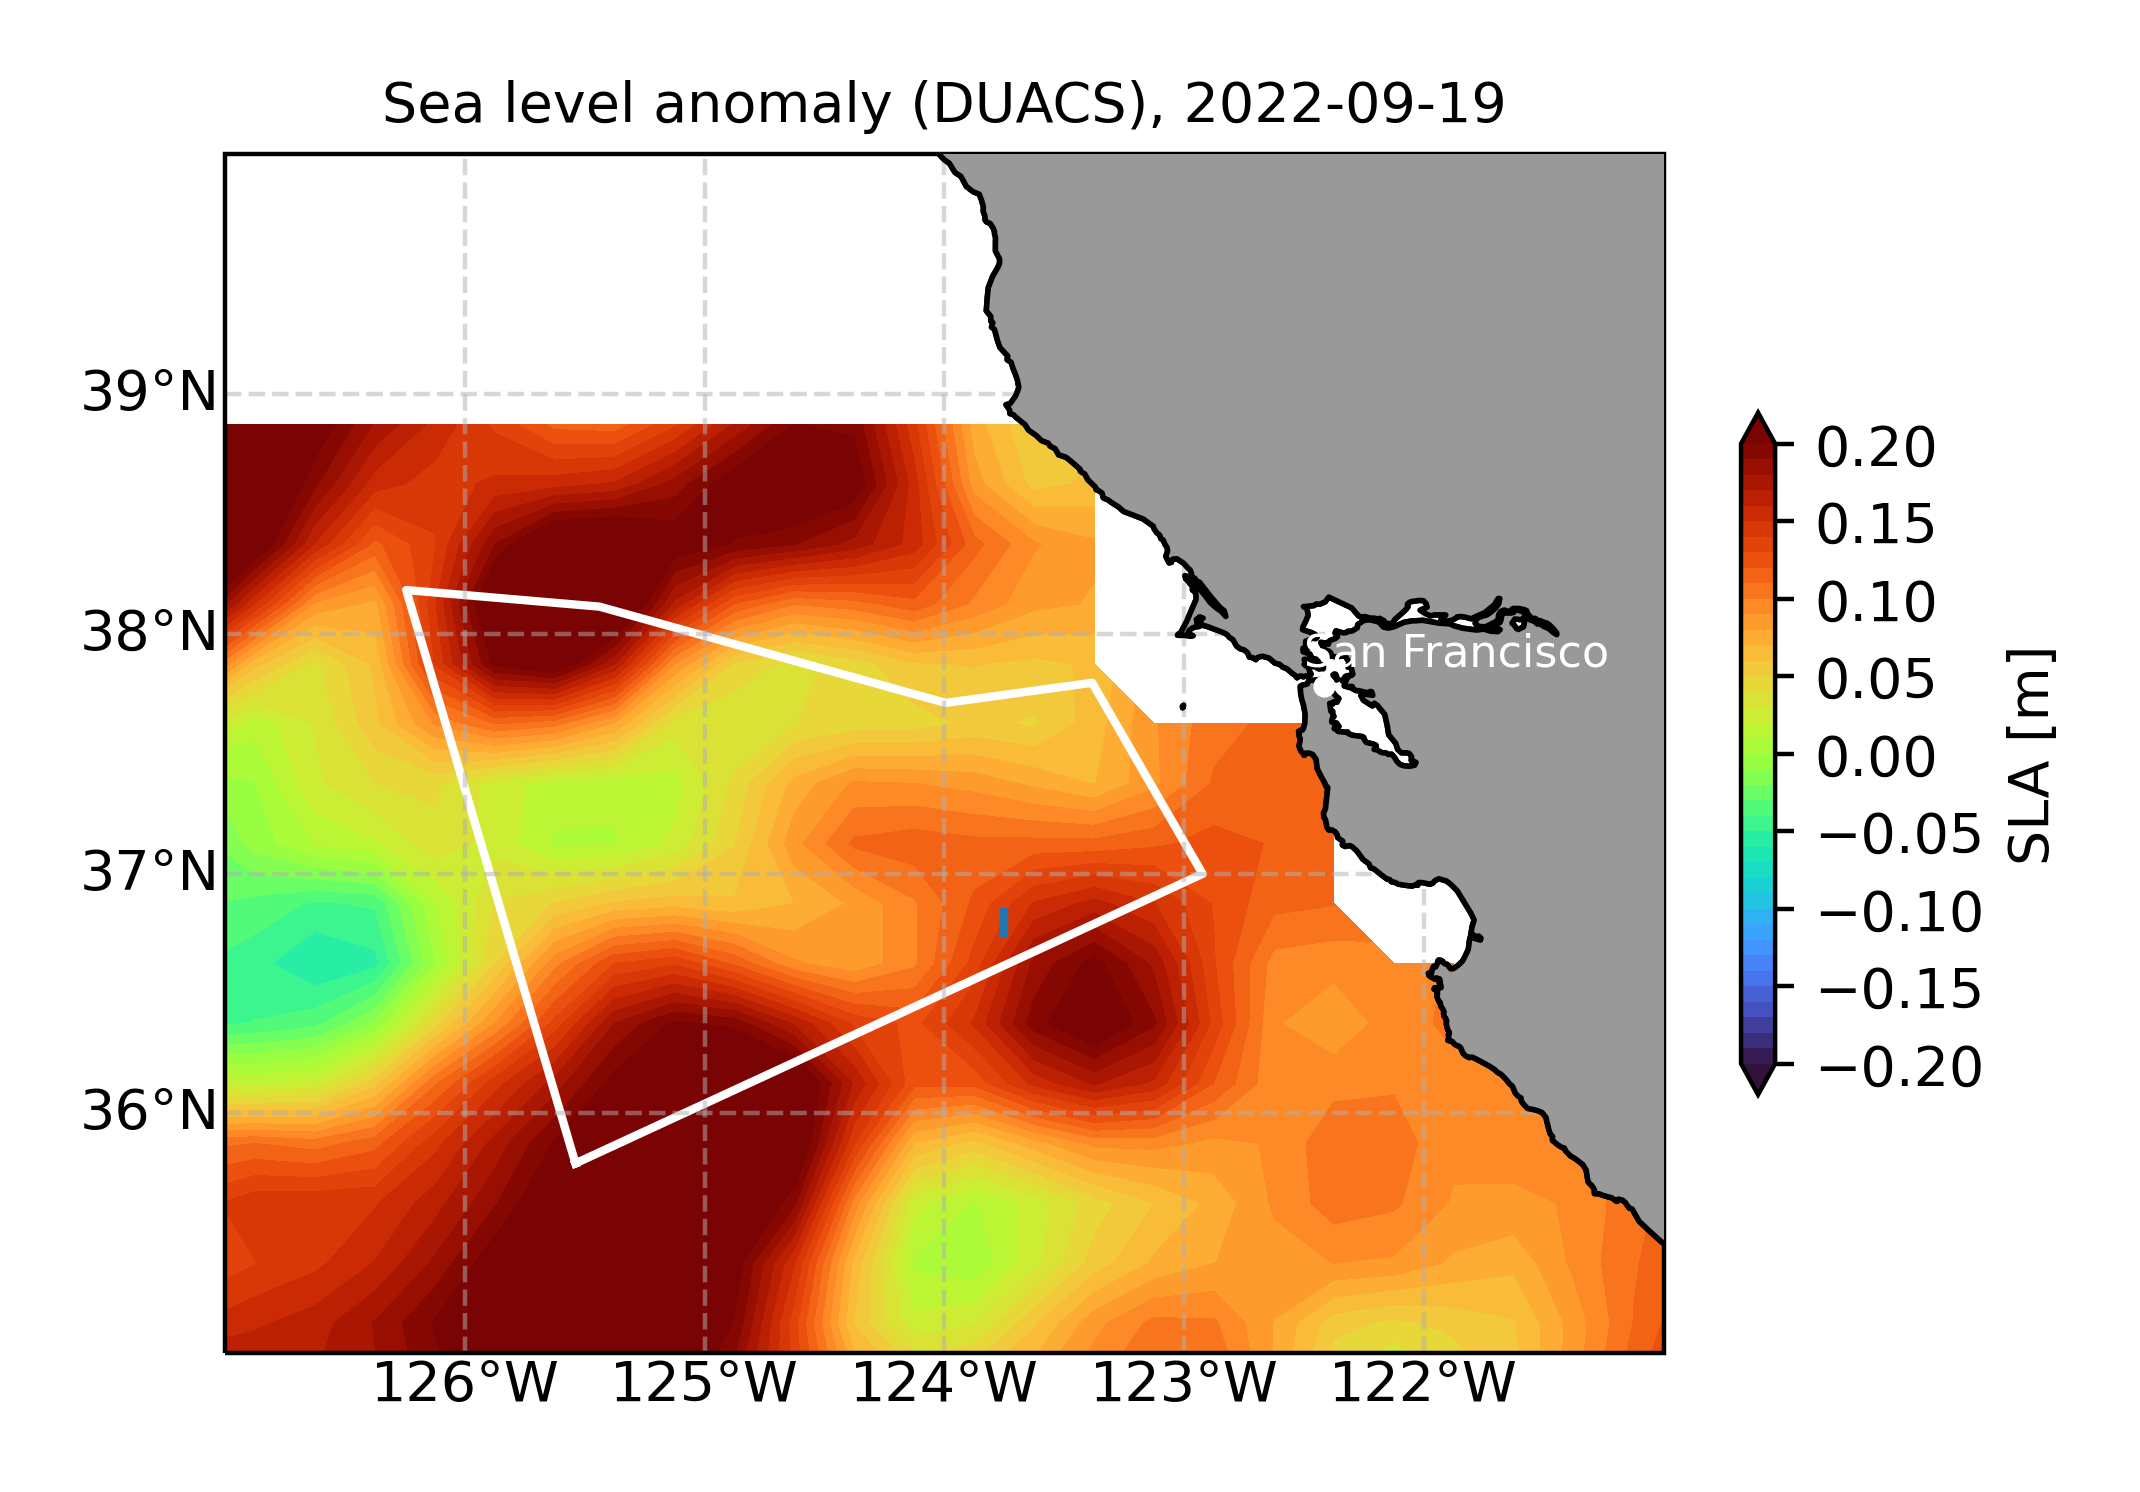 Sea level anomaly (DUACS), 2022-09-19
39°N
38°N
37°N
36°N
126°W 125°W 124°W 123°W 122°W
San Francisco
0.20
0.15
0.10
0.05
0.00
−0.05
−0.10
−0.15
−0.20
SLA [m]